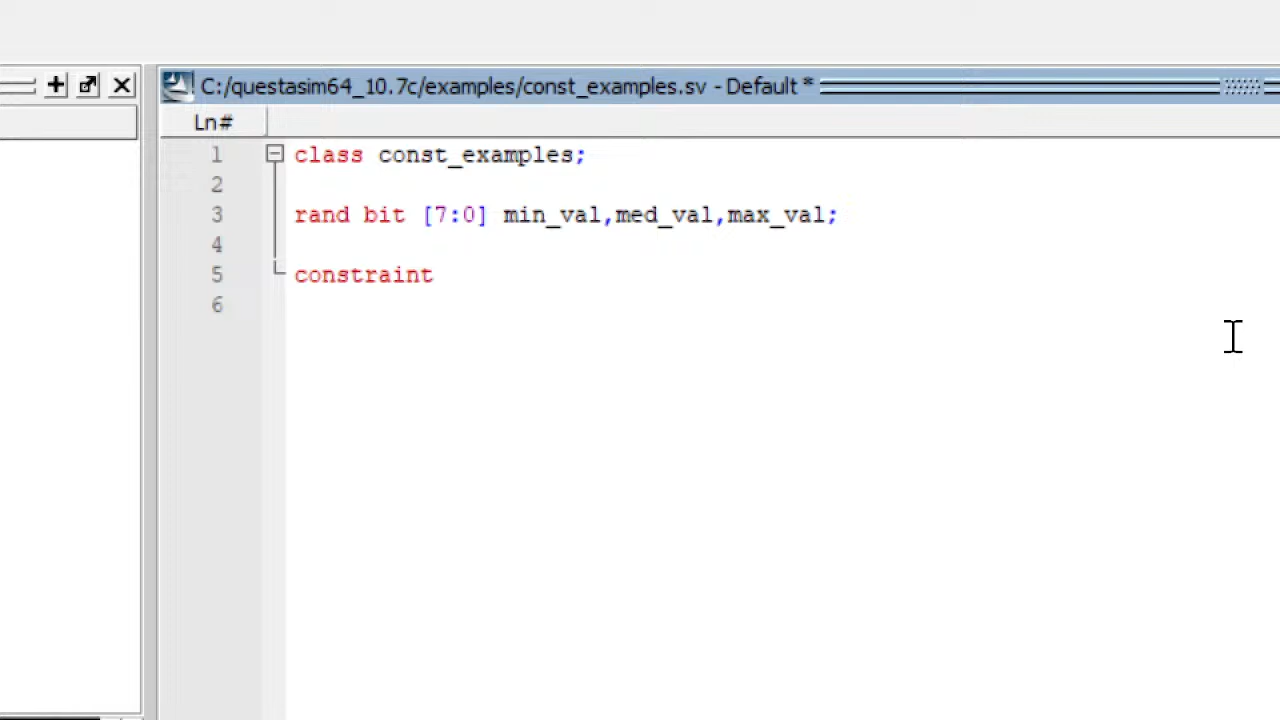 C:/questasim64_10.7c/examples/const_examples.sv - Default *
Ln#
1 class const_examples;
2
3 rand bit [7:0] min_val,med_val,max_val;
4
5 constraint
6